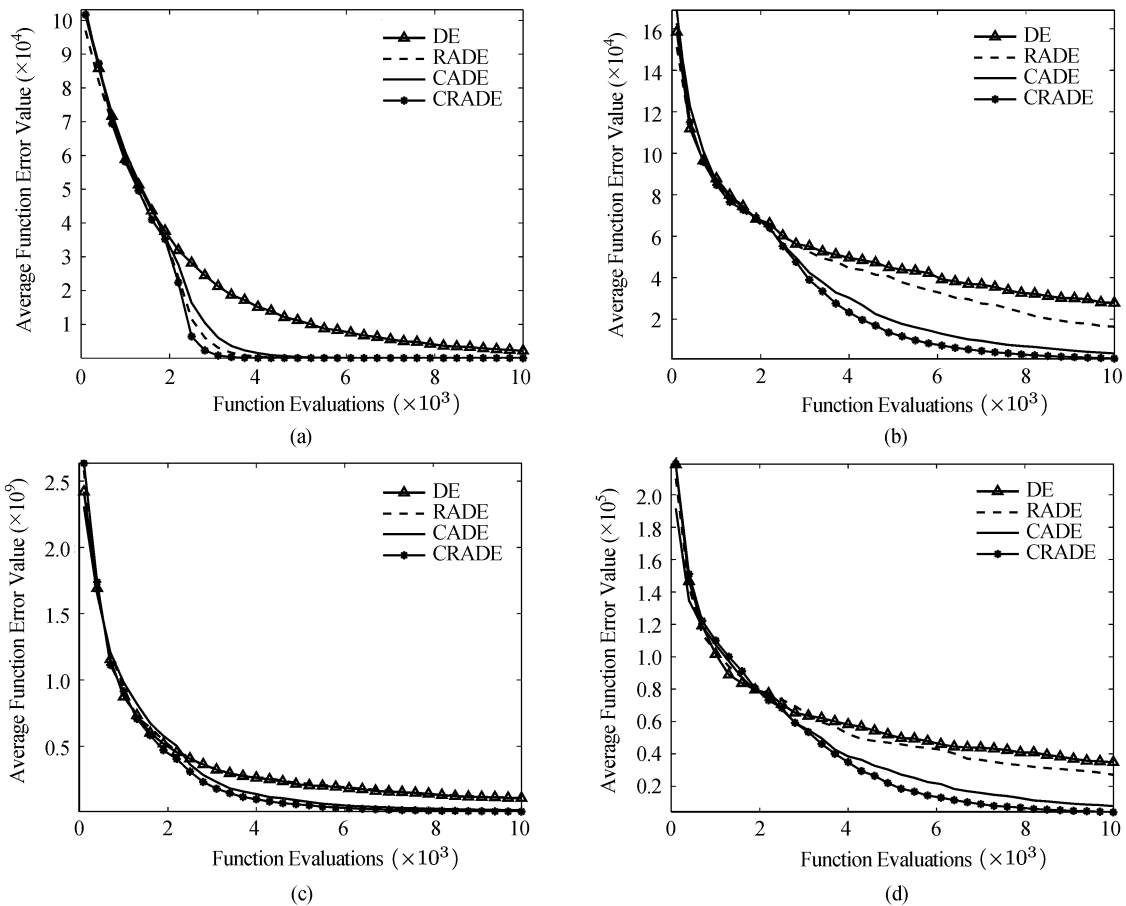 Average Function Error Value (×10⁴)
10
9
8
7
6
5
4
3
2
1
0 2 4 6 8 10
DE
RADE
CADE
CRADE
Function Evaluations (×10³)
(a)
Average Function Error Value (×10⁴)
16
14
12
10
8
6
4
2
0 2 4 6 8 10
DE
RADE
CADE
CRADE
Function Evaluations (×10³)
(b)
Average Function Error Value (×10⁹)
2.5
2.0
1.5
1.0
0.5
0 2 4 6 8 10
DE
RADE
CADE
CRADE
Function Evaluations (×10³)
(c)
Average Function Error Value (×10⁵)
2.0
1.8
1.6
1.4
1.2
1.0
0.8
0.6
0.4
0.2
0 2 4 6 8 10
DE
RADE
CADE
CRADE
Function Evaluations (×10³)
(d)